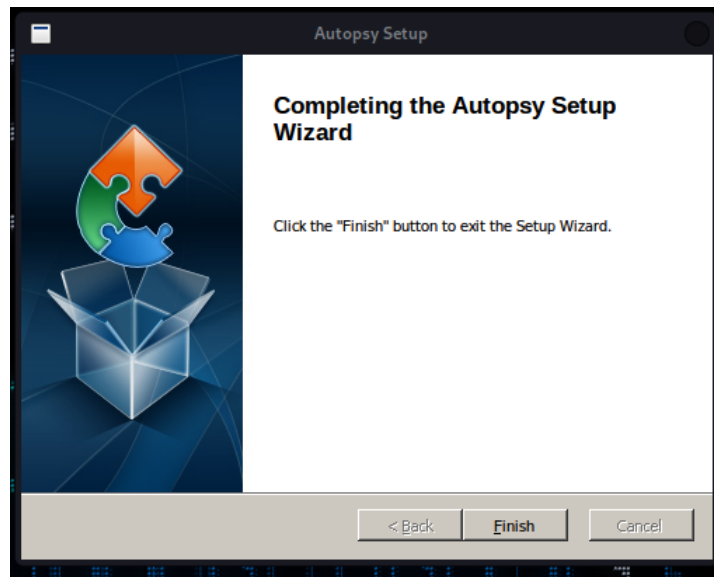 Autopsy Setup
Completing the Autopsy Setup
Wizard
Click the "Finish" button to exit the Setup Wizard.
< Back
Finish
Cancel